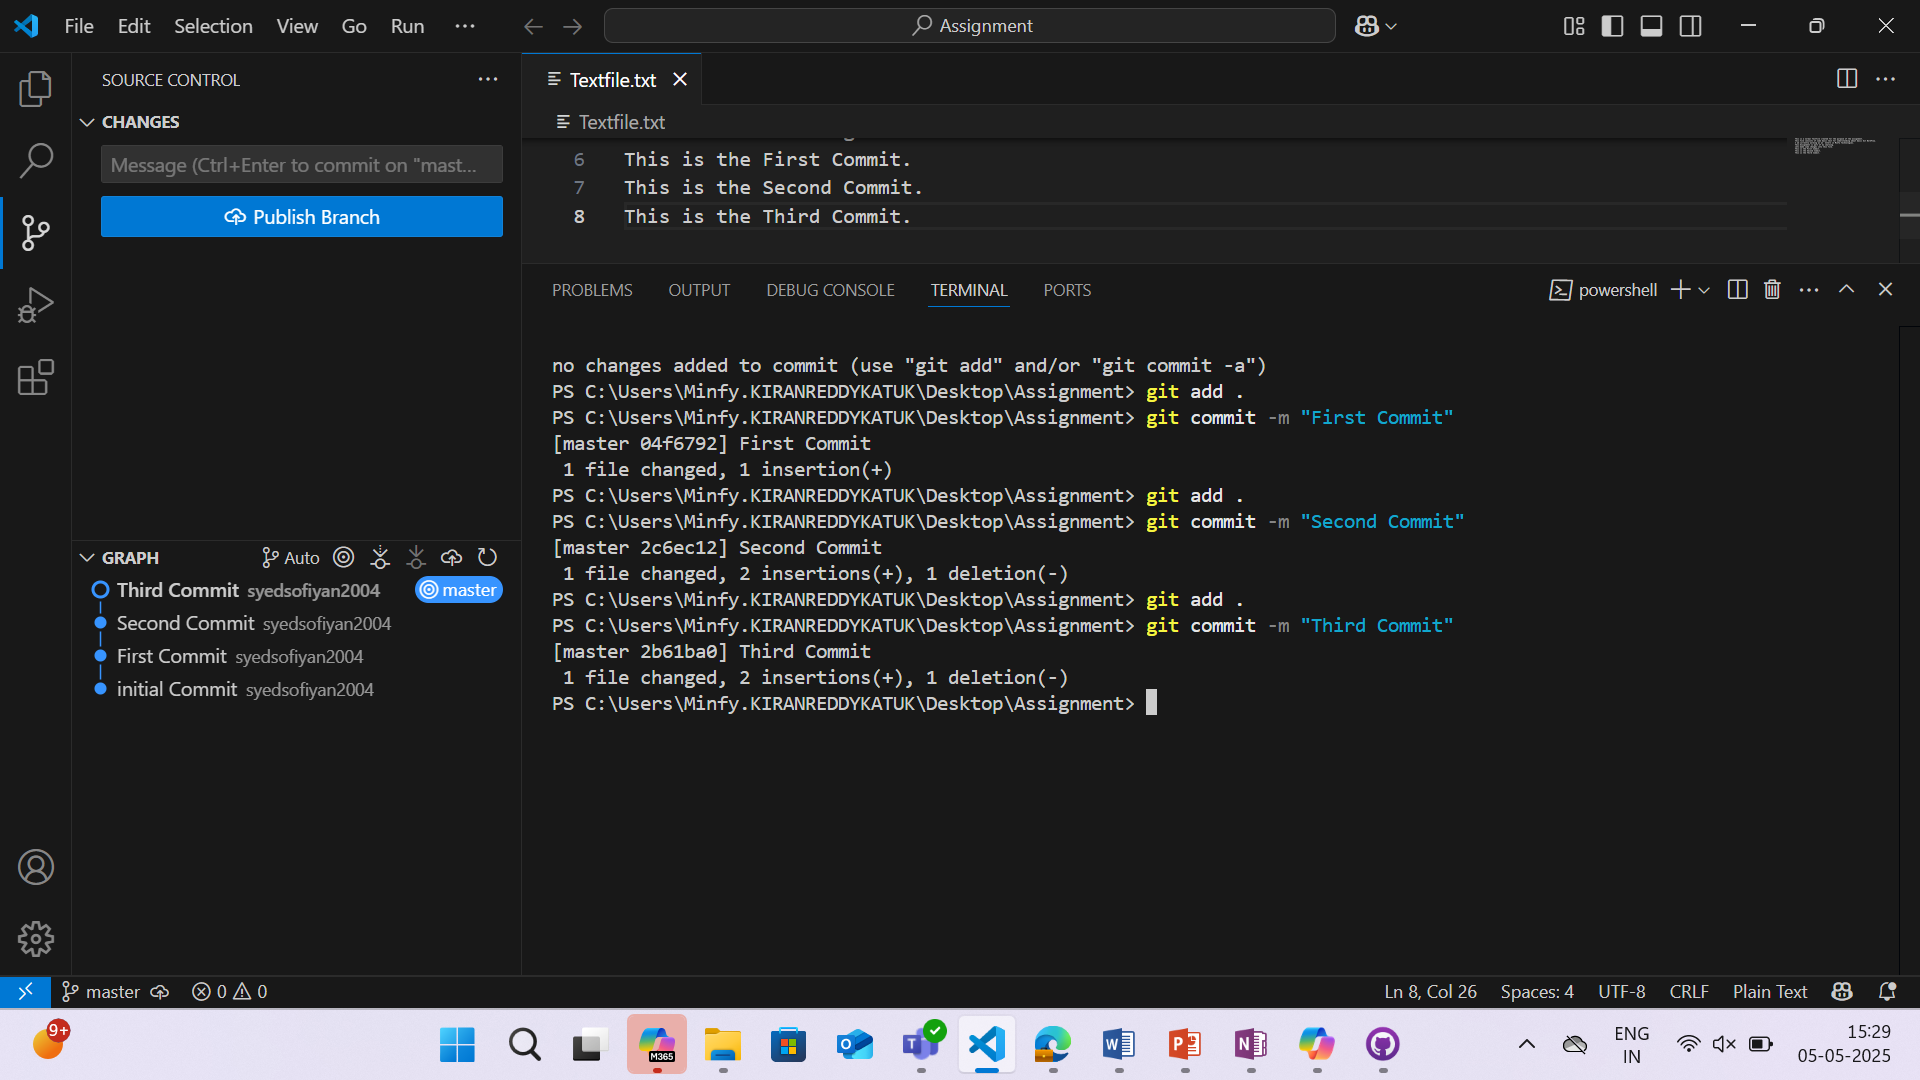 File Edit Selection View Go Run ···
Assignment
SOURCE CONTROL
CHANGES
Message (Ctrl+Enter to commit on "mast...
Publish Branch
Textfile.txt
Textfile.txt
6 This is the First Commit.
7 This is the Second Commit.
8 This is the Third Commit.
PROBLEMS OUTPUT DEBUG CONSOLE TERMINAL PORTS
powershell
no changes added to commit (use "git add" and/or "git commit -a")
PS C:\Users\Minfy.KIRANREDDYKATUK\Desktop\Assignment> git add .
PS C:\Users\Minfy.KIRANREDDYKATUK\Desktop\Assignment> git commit -m "First Commit"
[master 04f6792] First Commit
 1 file changed, 1 insertion(+)
PS C:\Users\Minfy.KIRANREDDYKATUK\Desktop\Assignment> git add .
PS C:\Users\Minfy.KIRANREDDYKATUK\Desktop\Assignment> git commit -m "Second Commit"
[master 2c6ec12] Second Commit
 1 file changed, 2 insertions(+), 1 deletion(-)
PS C:\Users\Minfy.KIRANREDDYKATUK\Desktop\Assignment> git add .
PS C:\Users\Minfy.KIRANREDDYKATUK\Desktop\Assignment> git commit -m "Third Commit"
[master 2b61ba0] Third Commit
 1 file changed, 2 insertions(+), 1 deletion(-)
PS C:\Users\Minfy.KIRANREDDYKATUK\Desktop\Assignment>
GRAPH Auto
Third Commit syedsofiyan2004 master
Second Commit syedsofiyan2004
First Commit syedsofiyan2004
initial Commit syedsofiyan2004
master 0 0
Ln 8, Col 26 Spaces: 4 UTF-8 CRLF Plain Text
9+
M365
ENG
IN
15:29
05-05-2025